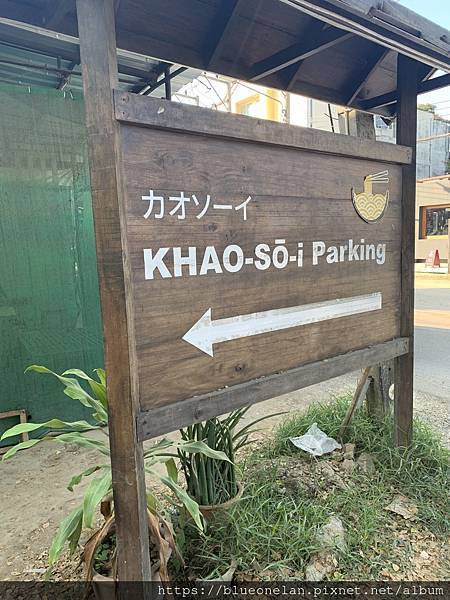 カオソーイ
KHAO-SŌ-i Parking
https://blueonelan.pixnet.net/album